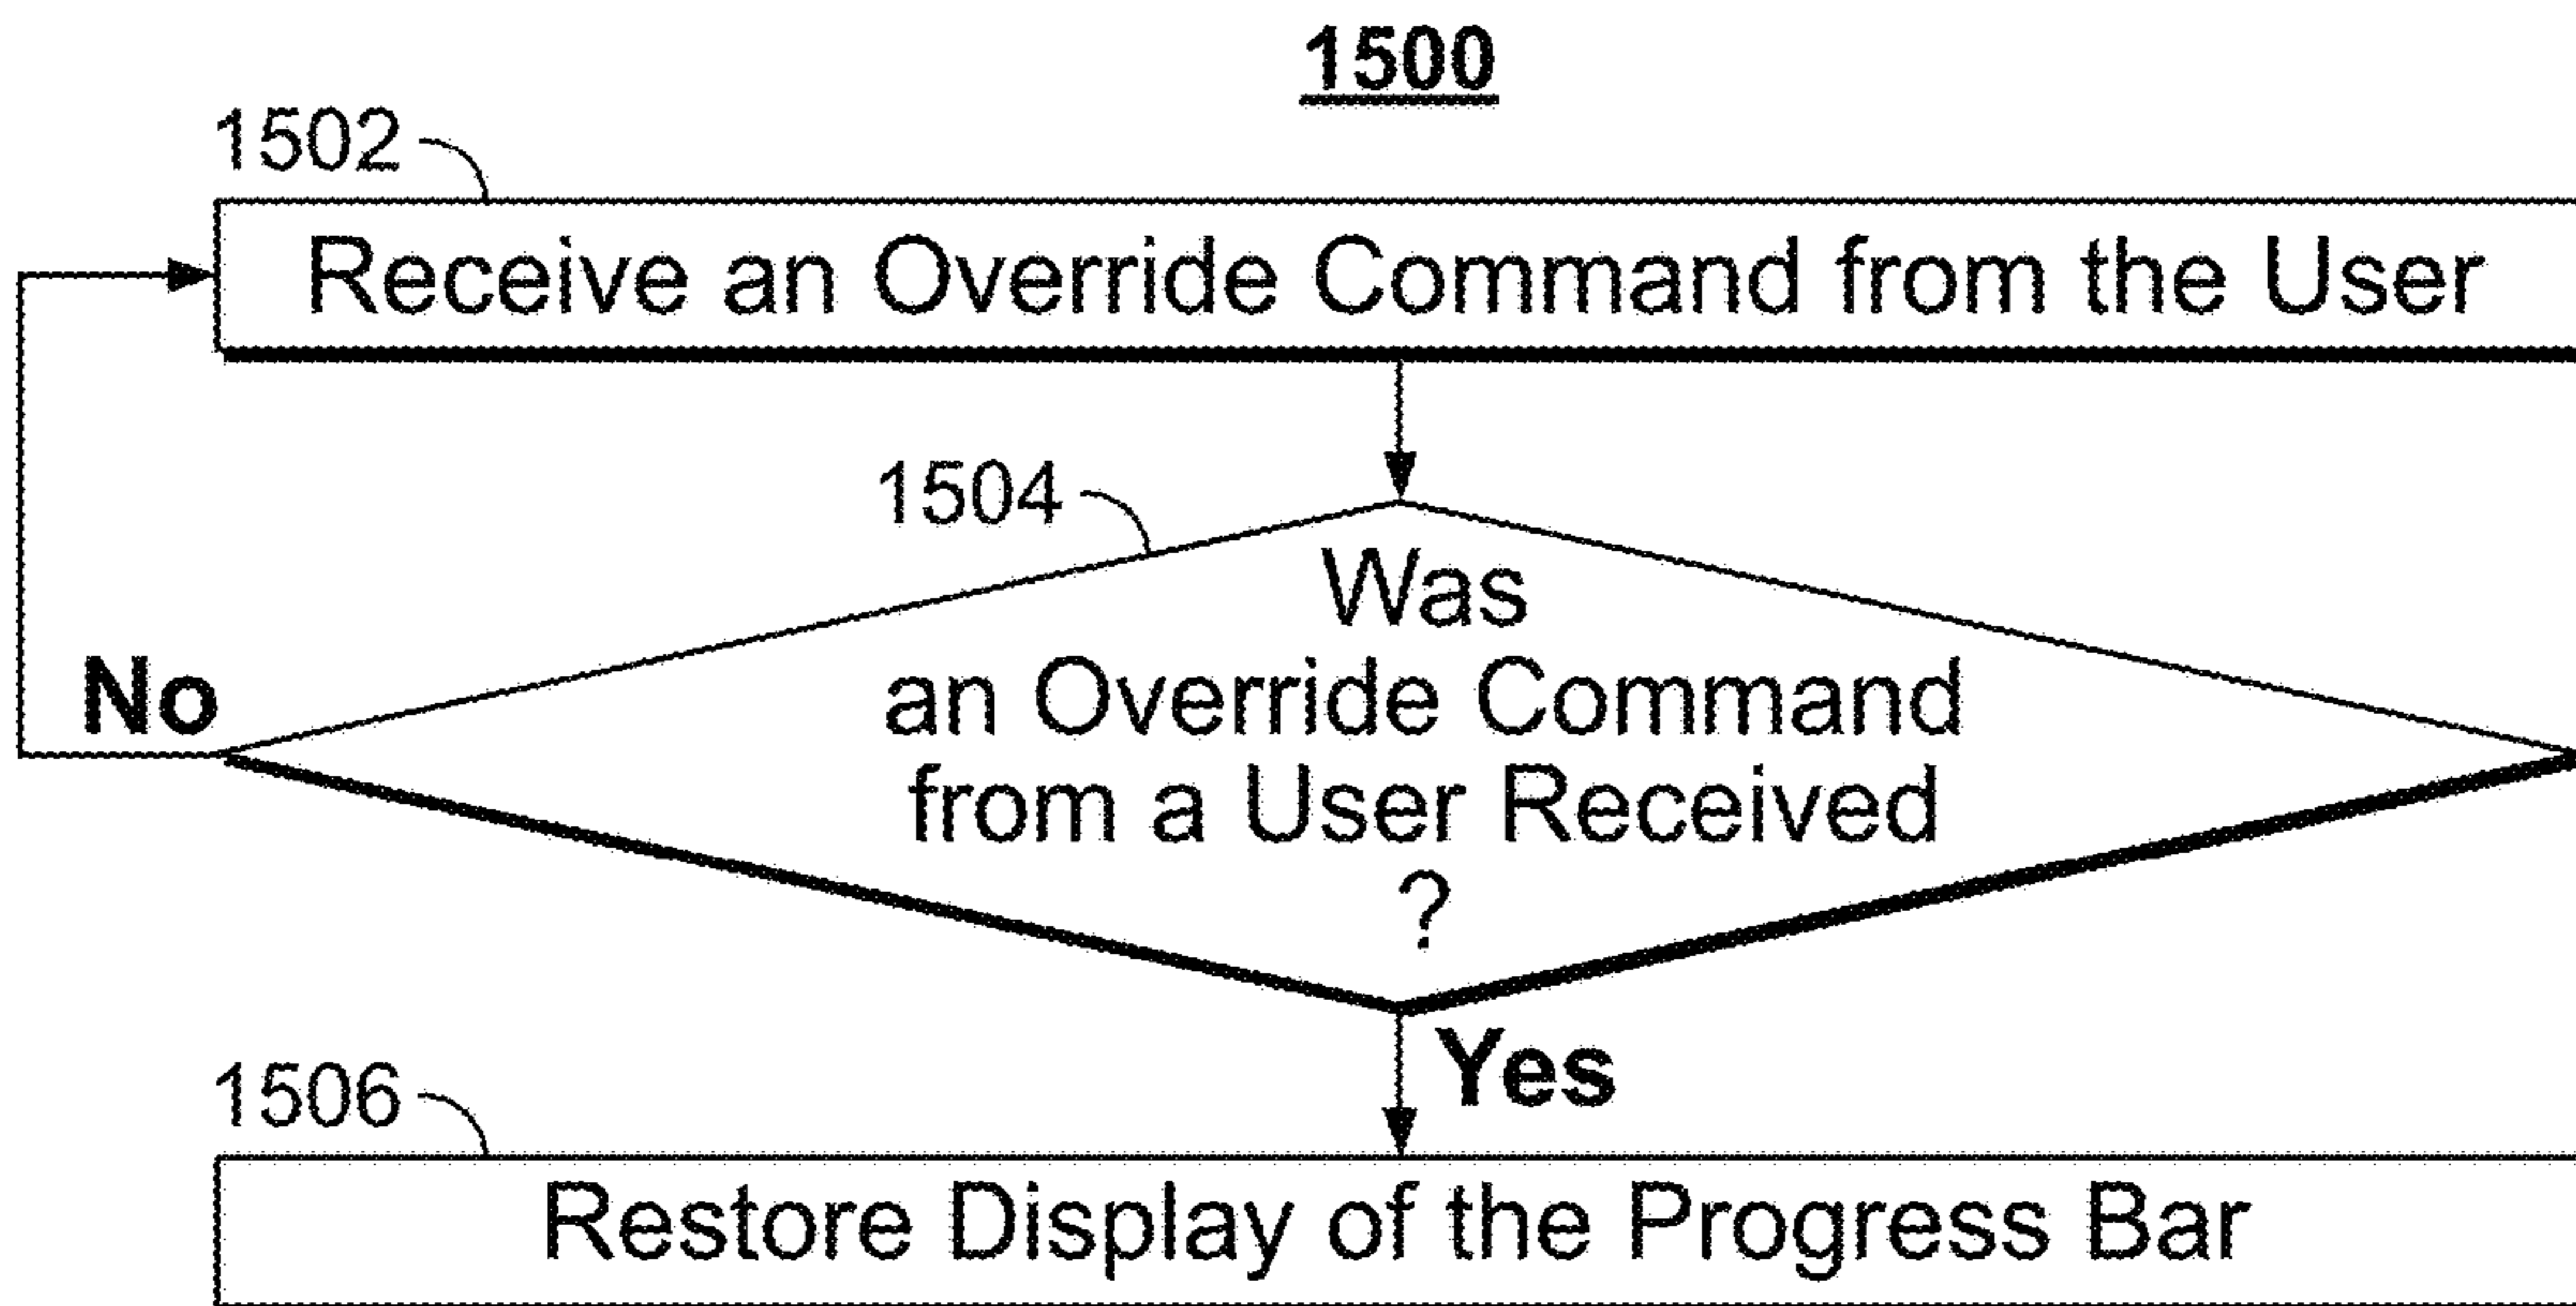 1500
1502
Receive an Override Command from the User
1504
Was
an Override Command
from a User Received
?
No
Yes
1506
Restore Display of the Progress Bar